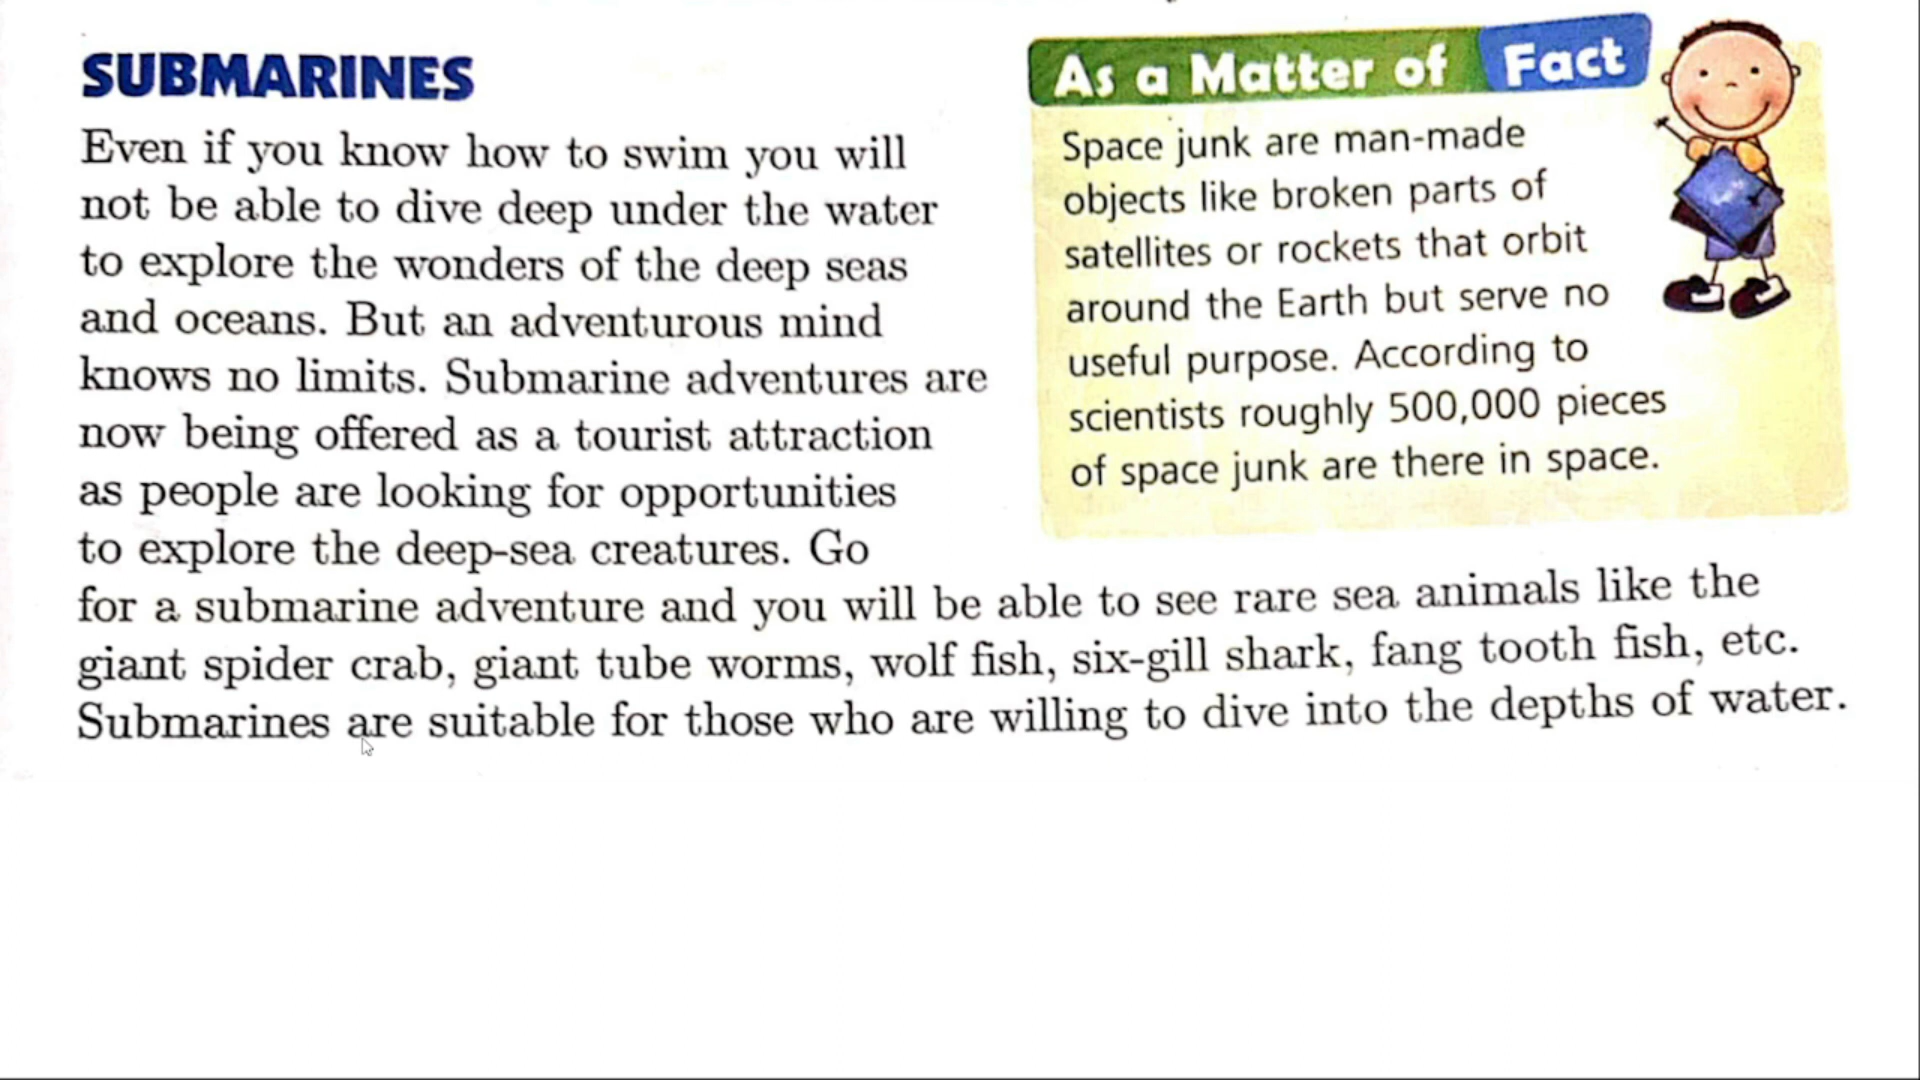 SUBMARINES
Even if you know how to swim you will
not be able to dive deep under the water
to explore the wonders of the deep seas
and oceans. But an adventurous mind
knows no limits. Submarine adventures are
now being offered as a tourist attraction
as people are looking for opportunities
to explore the deep-sea creatures. Go
for a submarine adventure and you will be able to see rare sea animals like the
giant spider crab, giant tube worms, wolf fish, six-gill shark, fang tooth fish, etc.
Submarines are suitable for those who are willing to dive into the depths of water.
As a Matter of Fact
Space junk are man-made
objects like broken parts of
satellites or rockets that orbit
around the Earth but serve no
useful purpose. According to
scientists roughly 500,000 pieces
of space junk are there in space.